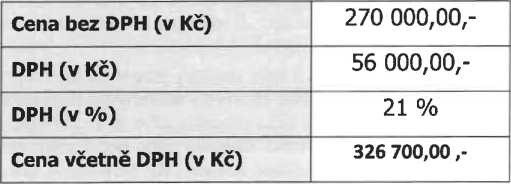 Cena bez DPH (v Kč) 270 000,00,-
DPH (v Kč) 56 000,00,-
DPH (v %) 21 %
Cena včetně DPH (v Kč) 326 700,00 ,-